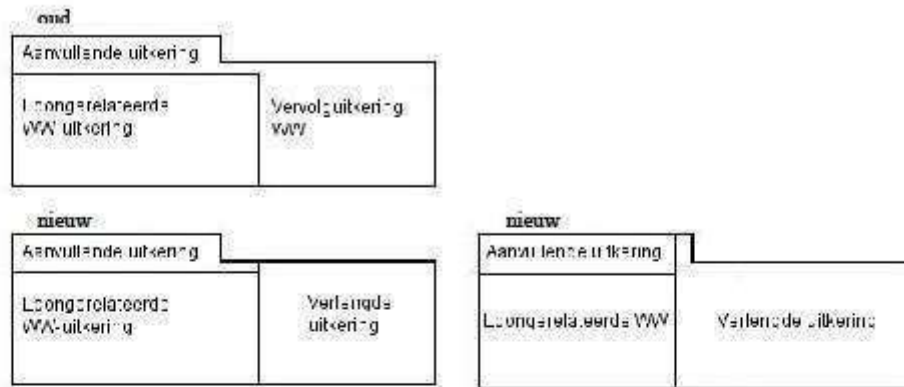 oud
Aanvullende uitkering
Loongerelateerde
WW-uitkering
Vervolguitkering
WW
nieuw
Aanvullende uitkering
Loongerelateerde
WW-uitkering
Verlengde
uitkering
nieuw
Aanvullende uitkering
Loongerelateerde WW
Verlengde uitkering